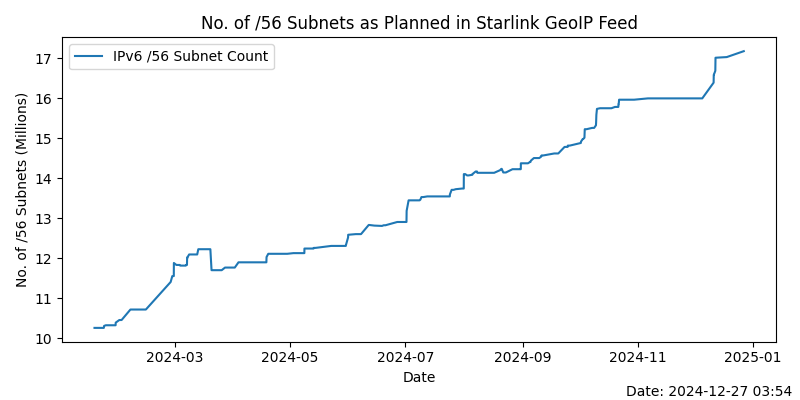 No. of /56 Subnets as Planned in Starlink GeoIP Feed
IPv6 /56 Subnet Count
No. of /56 Subnets (Millions)
17
16
15
14
13
12
11
10
2024-03 2024-05 2024-07 2024-09 2024-11 2025-01
Date
Date: 2024-12-27 03:54